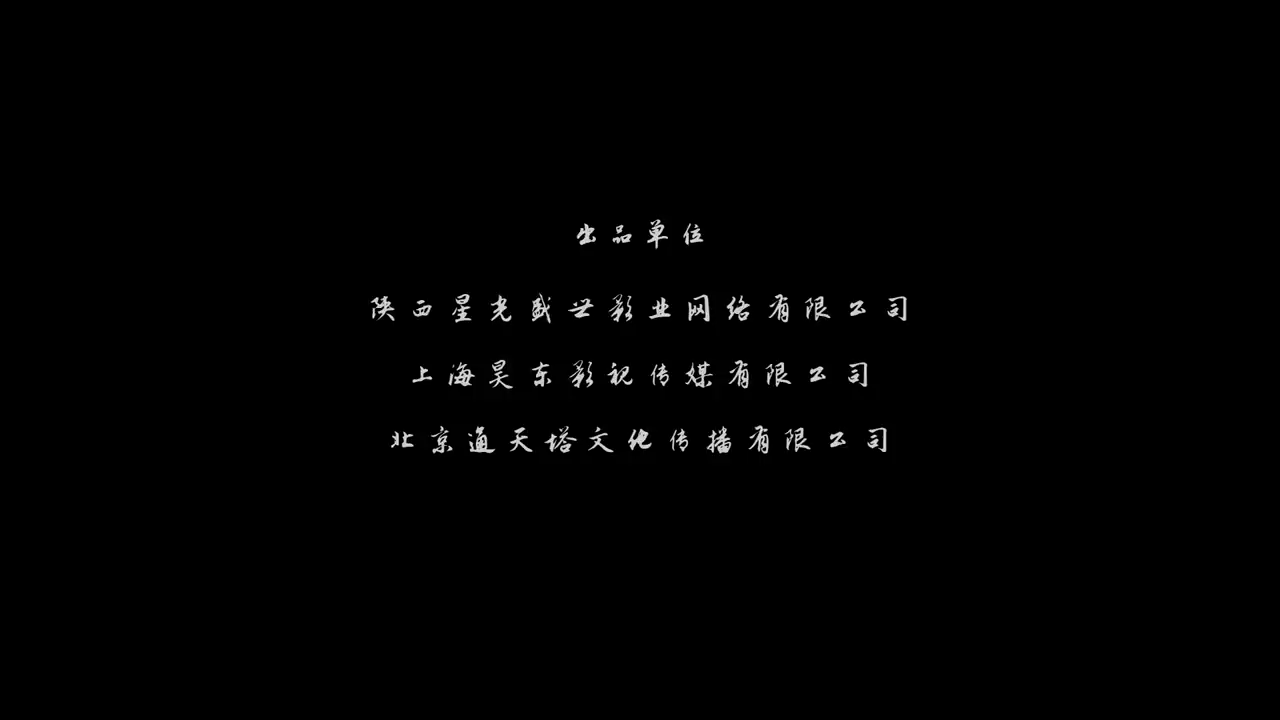 出品单位
陕西星光盛世影业网络有限公司
上海昊东影视传媒有限公司
北京通天塔文化传播有限公司